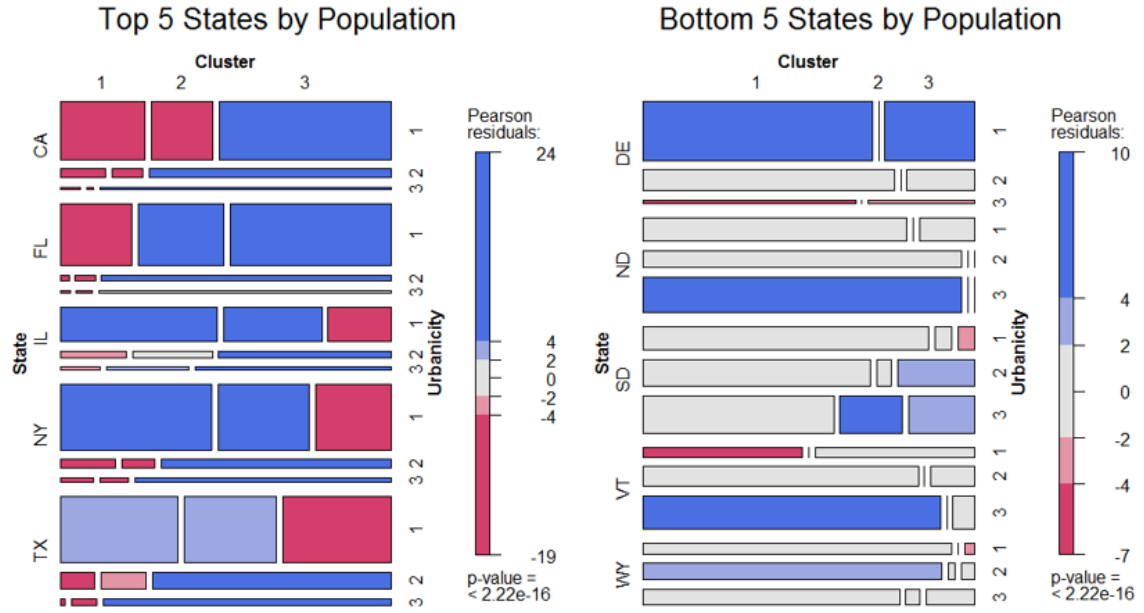 Top 5 States by Population
Cluster
1 2 3
State
CA
FL
IL
NY
TX
1
2
3
1
2
3
1
2
3
1
2
3
1
2
3
Urbanicity
Pearson
residuals:
24
4
2
0
-2
-4
-19
p-value =
< 2.22e-16
Bottom 5 States by Population
Cluster
1 2 3
State
DE
ND
SD
VT
WY
1
2
3
1
2
3
1
2
3
1
2
3
1
2
3
Urbanicity
Pearson
residuals:
10
4
2
0
-2
-4
-7
p-value =
< 2.22e-16